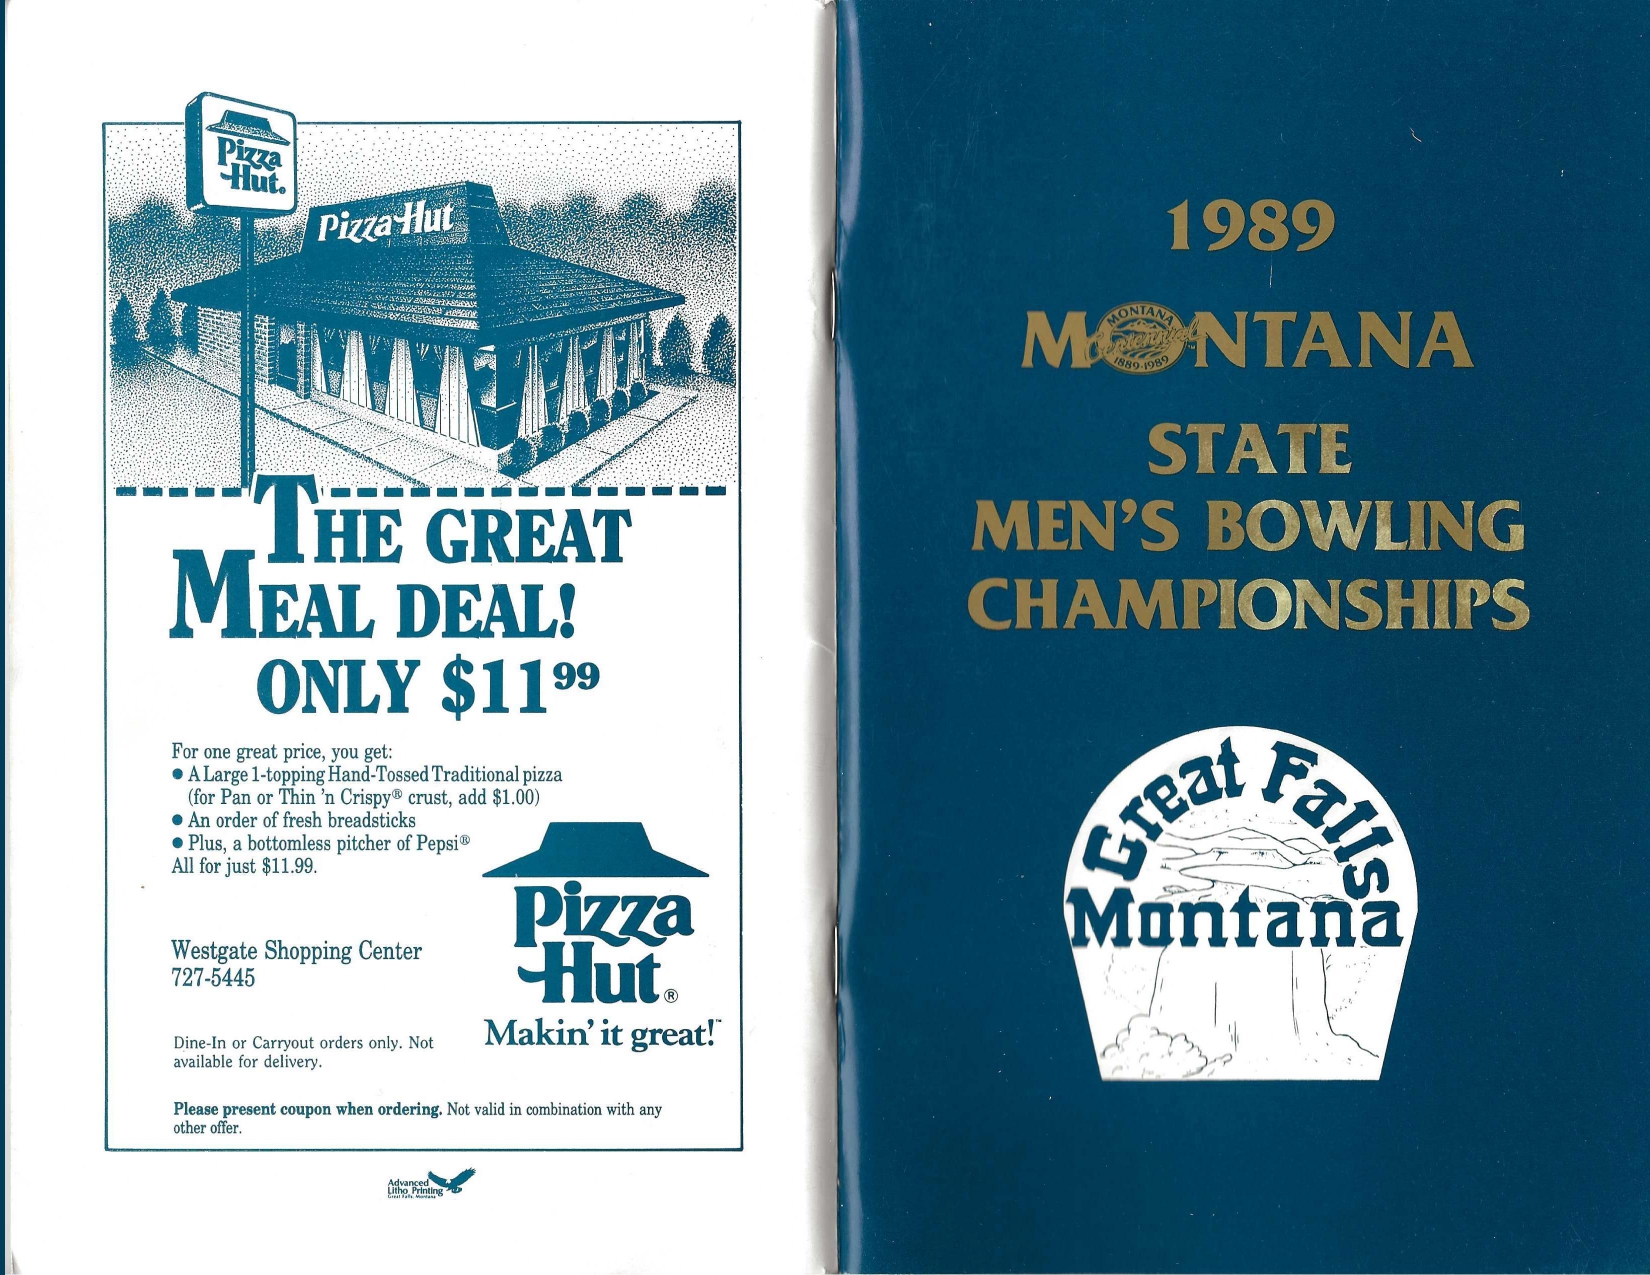 Pizza
Hut®
Pizza Hut
THE GREAT
MEAL DEAL!
ONLY $11 99
For one great price, you get:
• A Large 1-topping Hand-Tossed Traditional pizza
(for Pan or Thin 'n Crispy® crust, add $1.00)
• An order of fresh breadsticks
• Plus, a bottomless pitcher of Pepsi®
All for just $11.99.
Westgate Shopping Center
727-5445
Pizza
Hut®
Makin' it great!™
Dine-In or Carryout orders only. Not
available for delivery.
Please present coupon when ordering. Not valid in combination with any
other offer.
Advanced
Litho Printing
Great Falls, Montana
1989
MONTANA
MONTANA
Centennial™
1889-1989
STATE
MEN'S BOWLING
CHAMPIONSHIPS
Great Falls
Montana